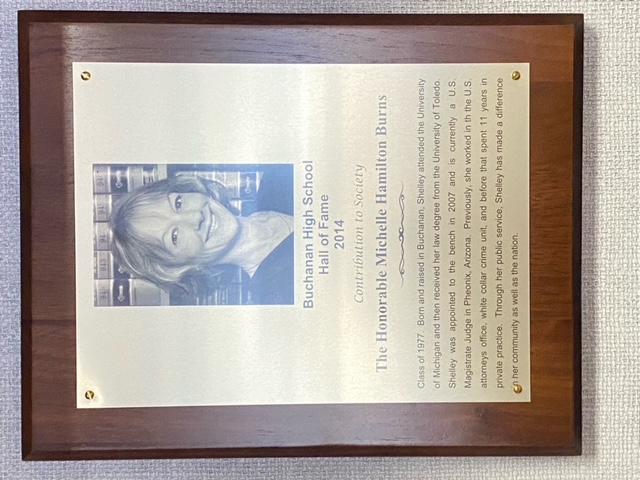 Buchanan High School
Hall of Fame
2014
Contribution to Society
The Honorable Michelle Hamilton Burns
Class of 1977. Born and raised in Buchanan, Shelley attended the University
of Michigan and then received her law degree from the University of Toledo.
Shelley was appointed to the bench in 2007 and is currently a U.S.
Magistrate Judge in Pheonix, Arizona. Previously, she worked in th the U.S.
attorneys office, white collar crime unit, and before that spent 11 years in
private practice. Through her public service, Shelley has made a difference
in her community as well as the nation.